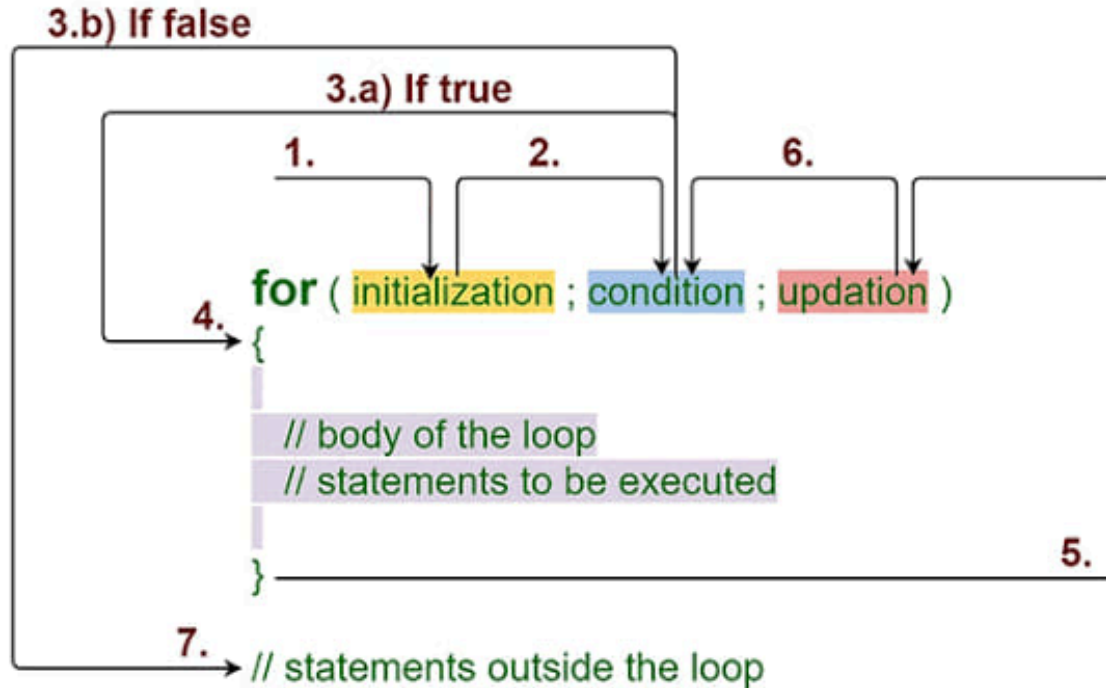 3.b) If false
3.a) If true
1. 2. 6.
for ( initialization ; condition ; updation )
4.
{
// body of the loop
// statements to be executed
5.
}
7.
// statements outside the loop